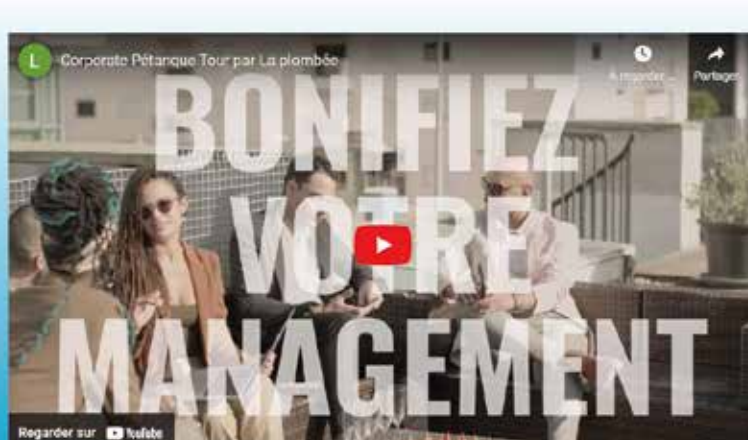 L
Corporate Pétanque Tour par La plombée
À regarder ...
Partager
BONIFIEZ
VOTRE
MANAGEMENT
Regarder sur YouTube